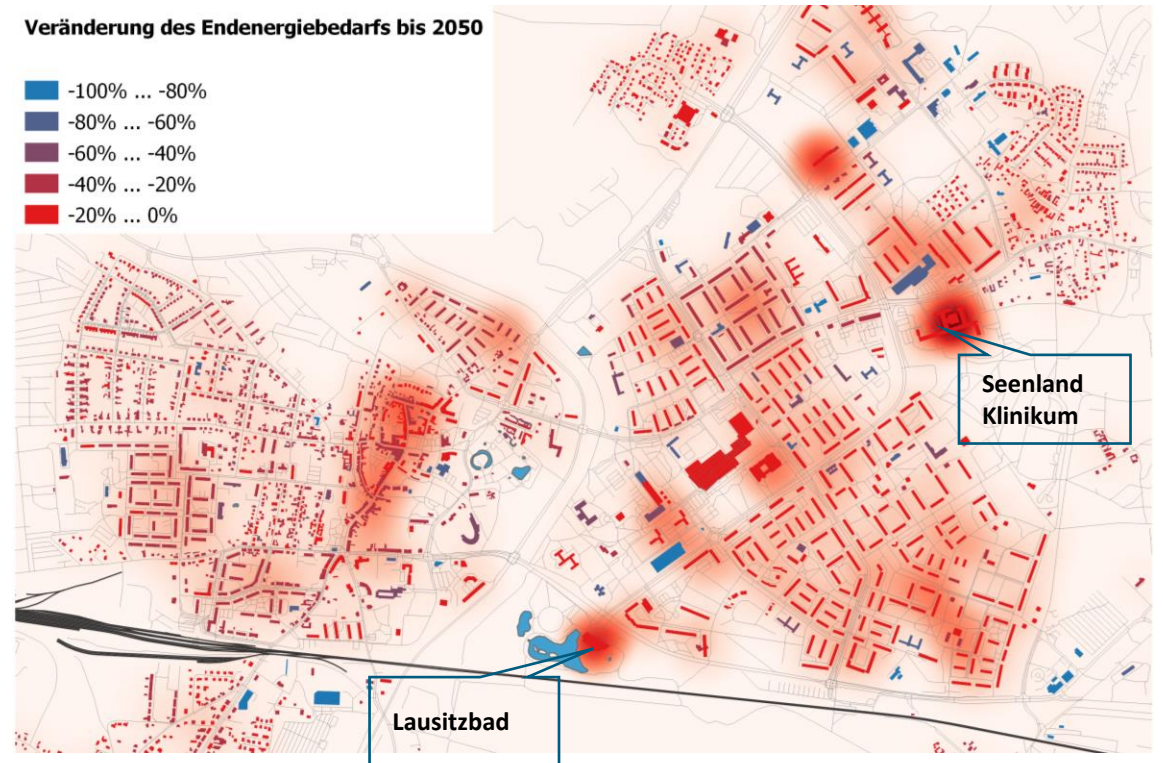 Veränderung des Endenergiebedarfs bis 2050
-100% ... -80%
-80% ... -60%
-60% ... -40%
-40% ... -20%
-20% ... 0%
Seenland
Klinikum
Lausitzbad